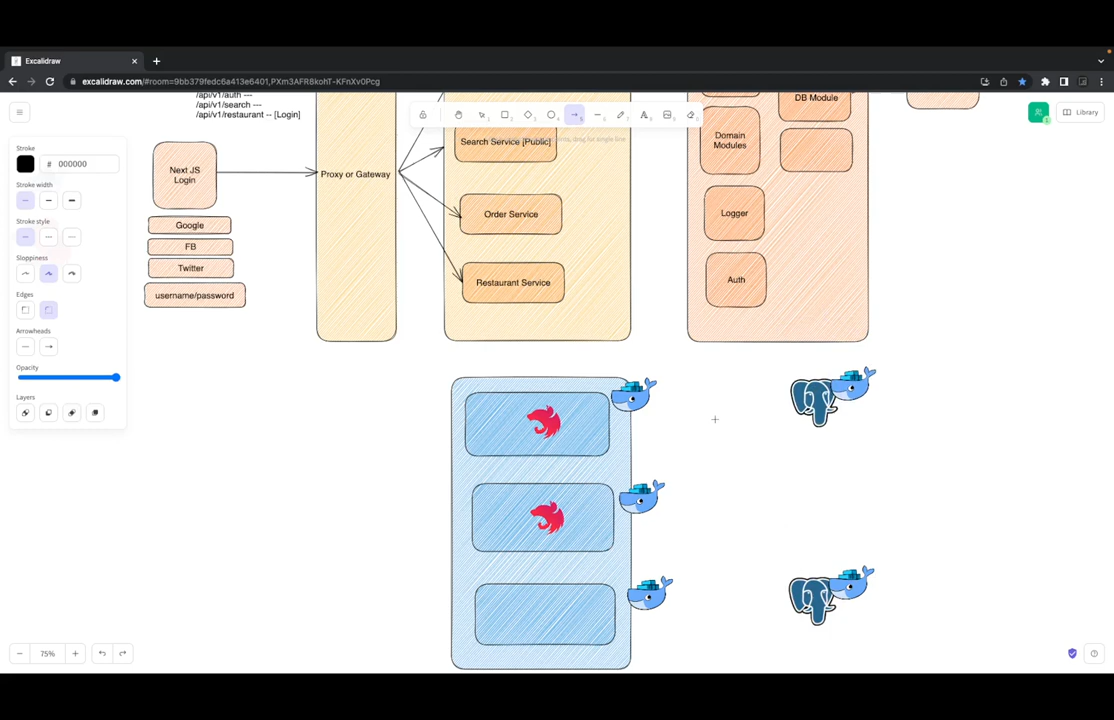 Excalidraw
excalidraw.com/#room=9bb379fedc6a413e6401,PXm3AFR8kohT-KFnXv0Pcg
/api/v1/auth ---
/api/v1/search ---
/api/v1/restaurant -- [Login]
Library
Stroke
# 000000
Stroke width
Stroke style
Sloppiness
Edges
Arrowheads
Opacity
Layers
Next JS
Login
Google
FB
Twitter
username/password
Proxy or Gateway
Search Service [Public]
Order Service
Restaurant Service
DB Module
Domain
Modules
Logger
Auth
75%